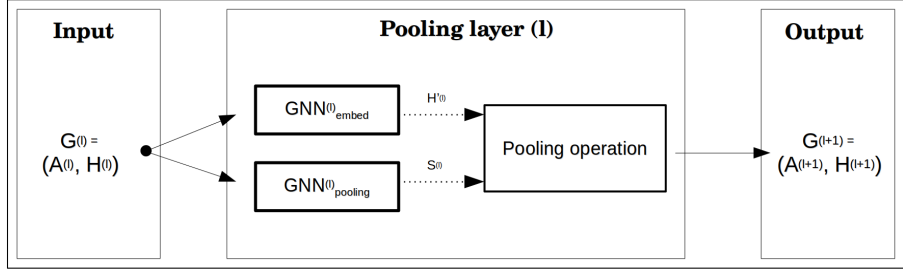 Input
Pooling layer (l)
Output
G(l) =
(A(l), H(l))
GNN(l)embed
H'(l)
GNN(l)pooling
S(l)
Pooling operation
G(l+1) =
(A(l+1), H(l+1))